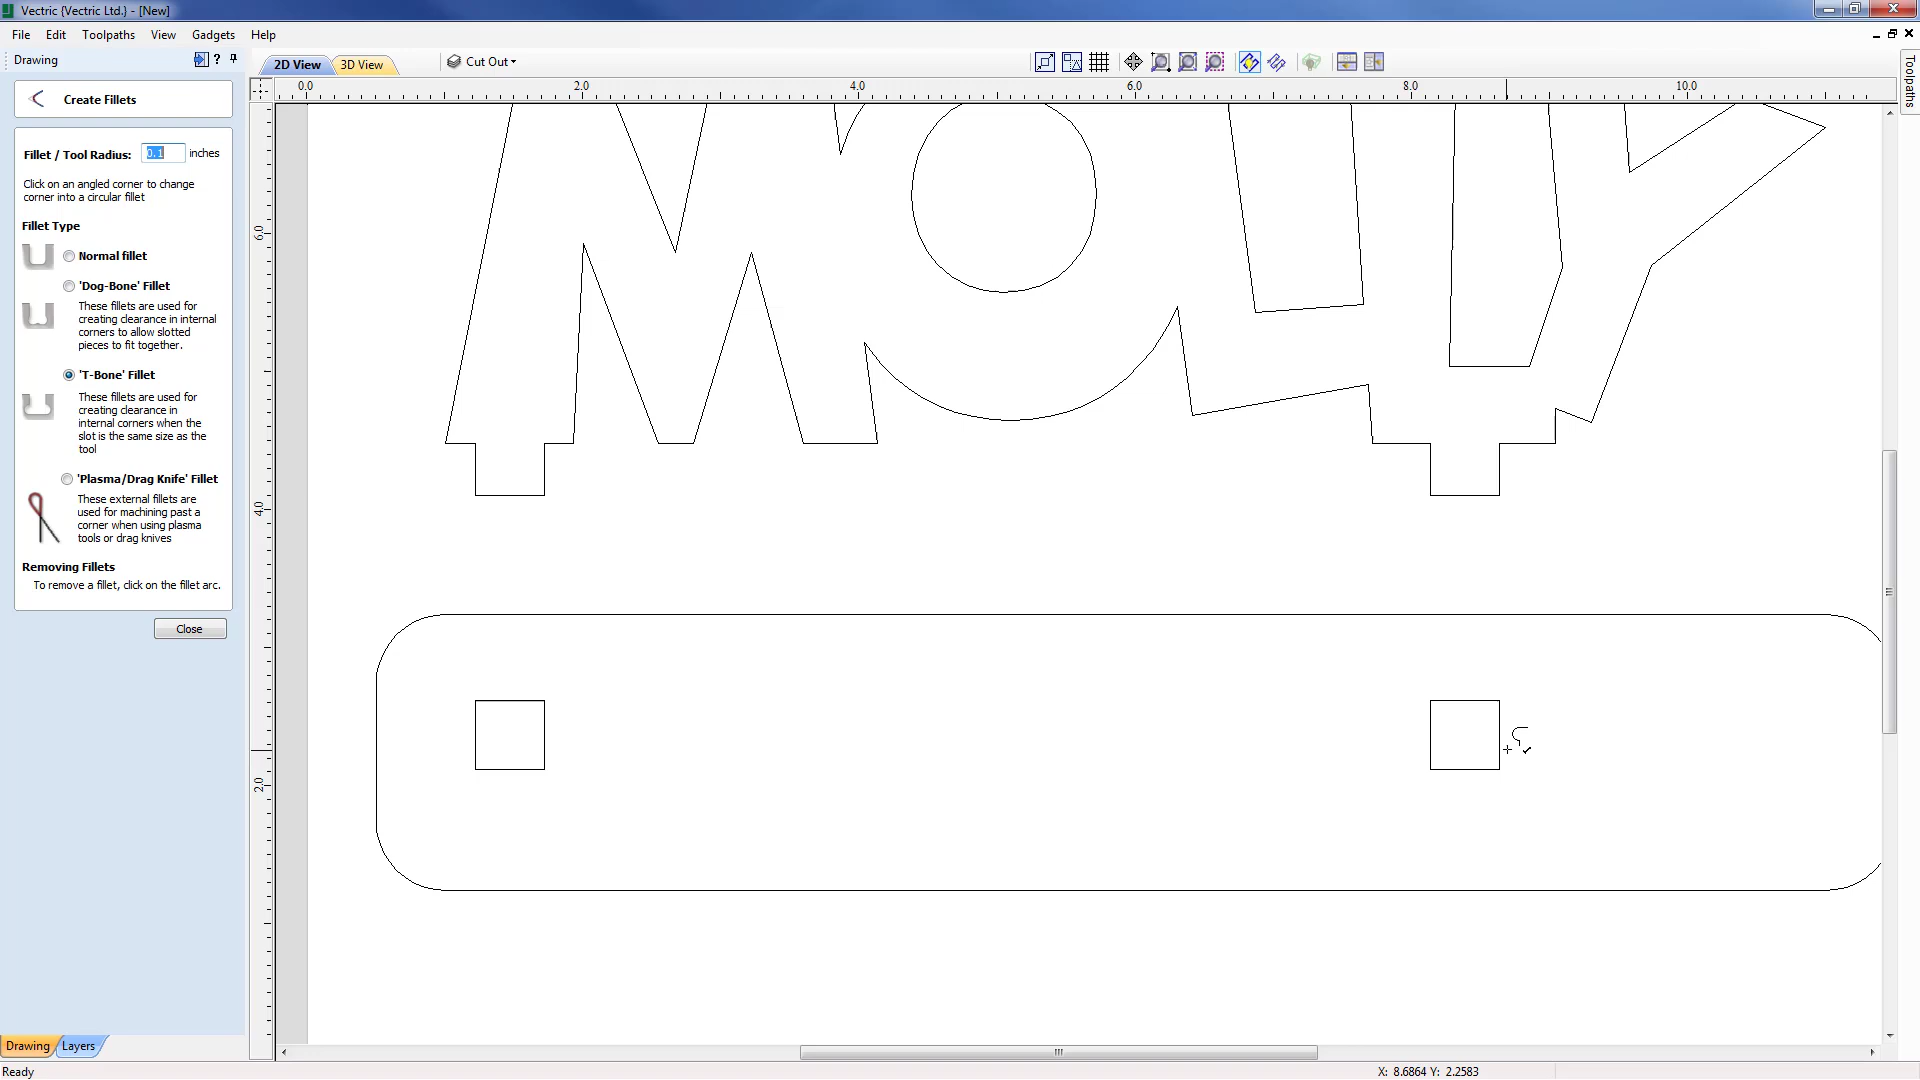 Vectric {Vectric Ltd.} - [New]
File Edit Toolpaths View Gadgets Help
Drawing ?
2D View 3D View Cut Out
Toolpaths
Create Fillets
0.0 2.0 4.0 6.0 8.0 10.0
Fillet / Tool Radius: 0.1 inches
Click on an angled corner to change
corner into a circular fillet
Fillet Type
Normal fillet
'Dog-Bone' Fillet
These fillets are used for
creating clearance in internal
corners to allow slotted
pieces to fit together.
'T-Bone' Fillet
These fillets are used for
creating clearance in
internal corners when the
slot is the same size as the
tool
'Plasma/Drag Knife' Fillet
These external fillets are
used for machining past a
corner when using plasma
tools or drag knives
Removing Fillets
To remove a fillet, click on the fillet arc.
Close
6.0
4.0
2.0
MOLLY
Drawing Layers
Ready X: 8.6864 Y: 2.2583